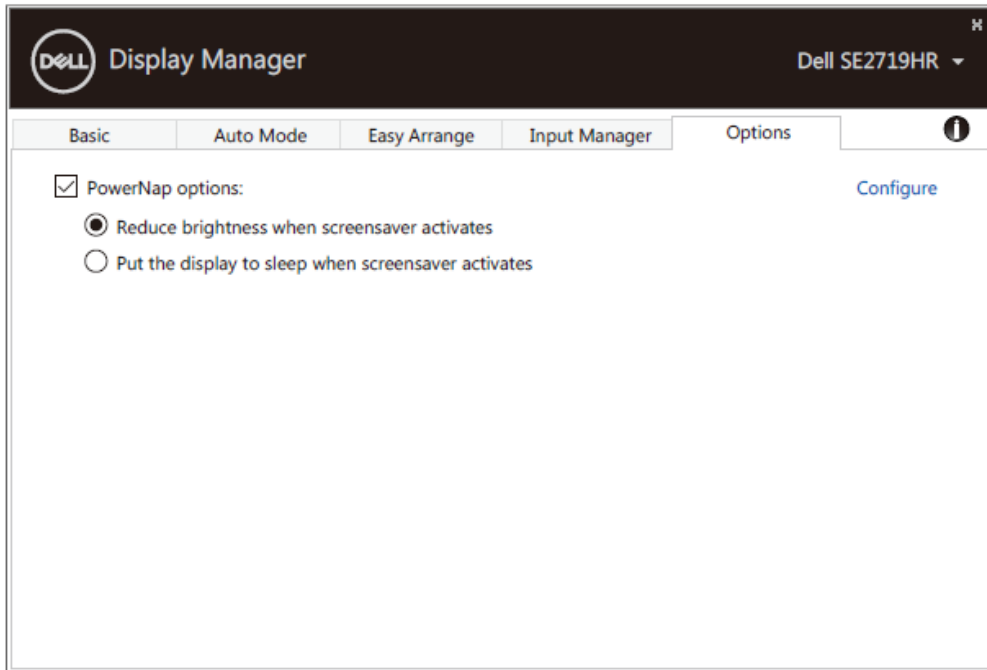 DELL Display Manager
Dell SE2719HR
Basic Auto Mode Easy Arrange Input Manager Options
PowerNap options: Configure
Reduce brightness when screensaver activates
Put the display to sleep when screensaver activates